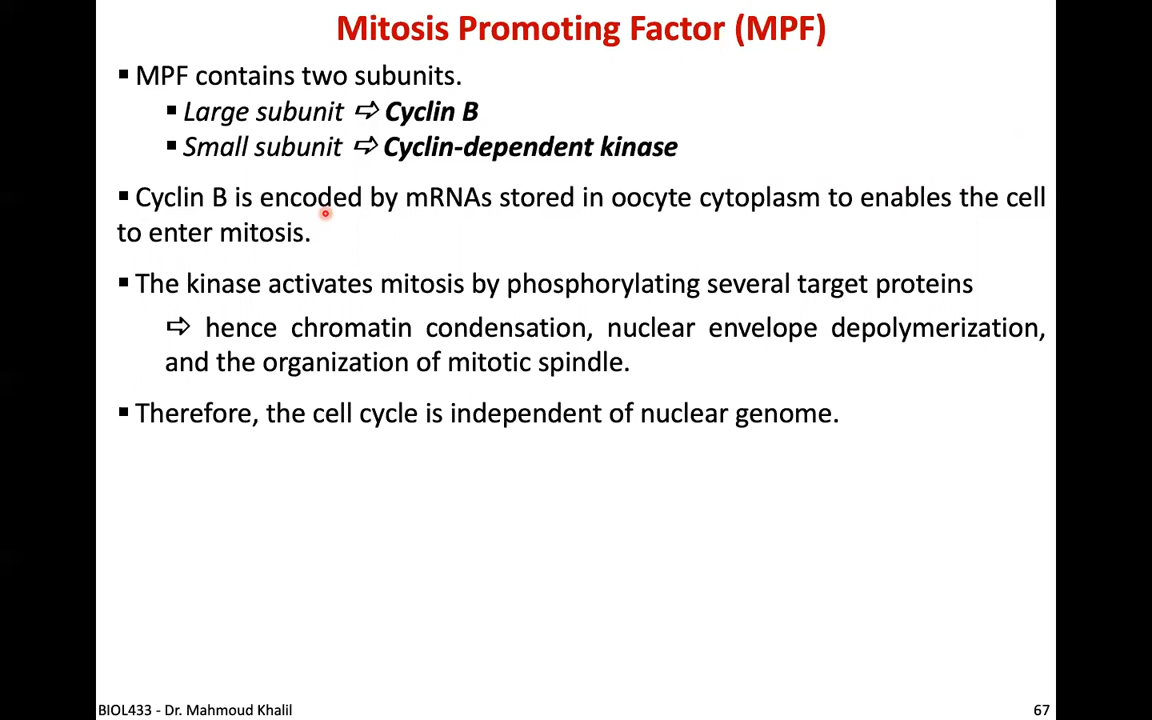 Mitosis Promoting Factor (MPF)
▪ MPF contains two subunits.
▪ Large subunit ⇨ Cyclin B
▪ Small subunit ⇨ Cyclin-dependent kinase
▪ Cyclin B is encoded by mRNAs stored in oocyte cytoplasm to enables the cell
to enter mitosis.
▪ The kinase activates mitosis by phosphorylating several target proteins
⇨ hence chromatin condensation, nuclear envelope depolymerization,
and the organization of mitotic spindle.
▪ Therefore, the cell cycle is independent of nuclear genome.
BIOL433 - Dr. Mahmoud Khalil
67